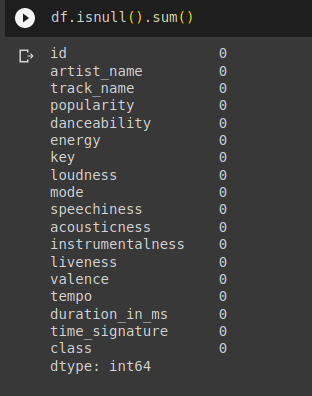 df.isnull().sum()
id 0
artist_name 0
track_name 0
popularity 0
danceability 0
energy 0
key 0
loudness 0
mode 0
speechiness 0
acousticness 0
instrumentalness 0
liveness 0
valence 0
tempo 0
duration_in_ms 0
time_signature 0
class 0
dtype: int64